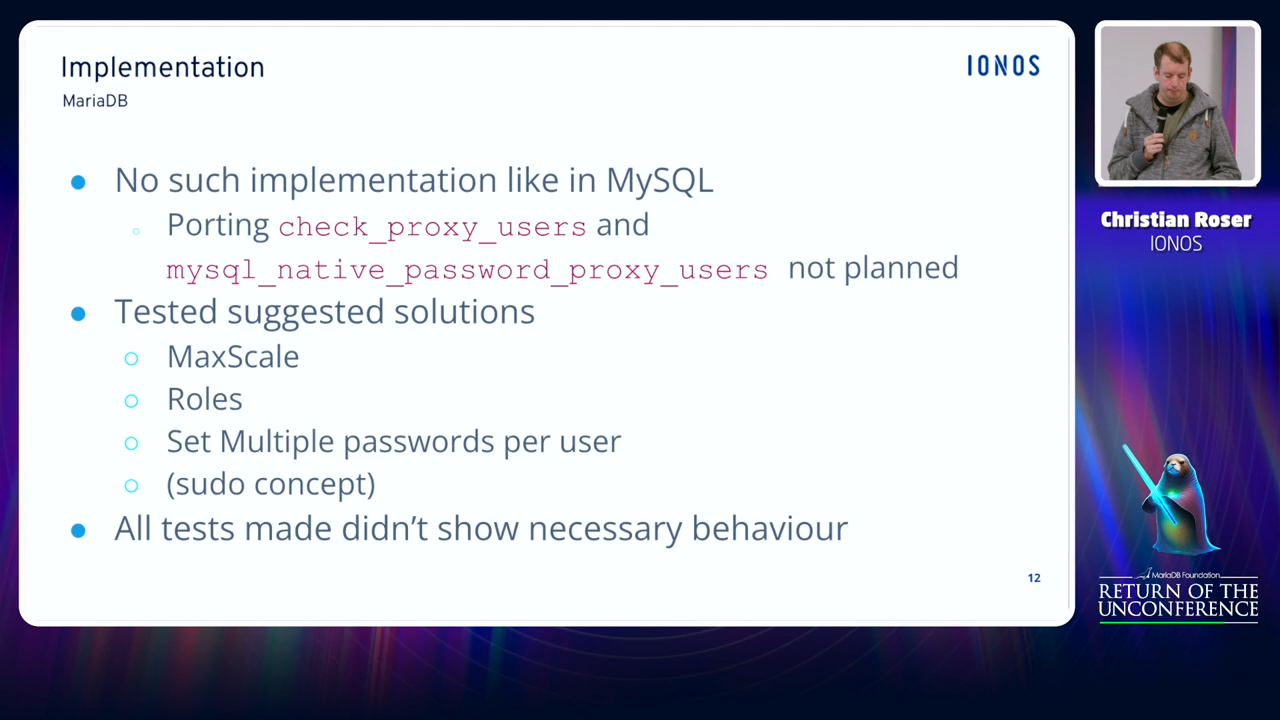 Implementation
MariaDB
IONOS
No such implementation like in MySQL
Porting check_proxy_users and
mysql_native_password_proxy_users not planned
Tested suggested solutions
MaxScale
Roles
Set Multiple passwords per user
(sudo concept)
All tests made didn’t show necessary behaviour
12
Christian Roser
IONOS
MariaDB Foundation
RETURN OF THE
UNCONFERENCE